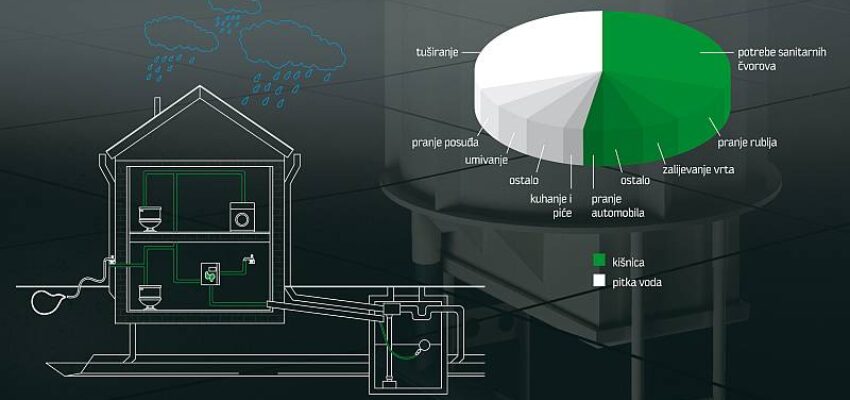 tuširanje
potrebe sanitarnih
čvorova
pranje posuđa
pranje rublja
umivanje
zalijevanje vrta
ostalo
ostalo
kuhanje i
piće
pranje
automobila
kišnica
pitka voda